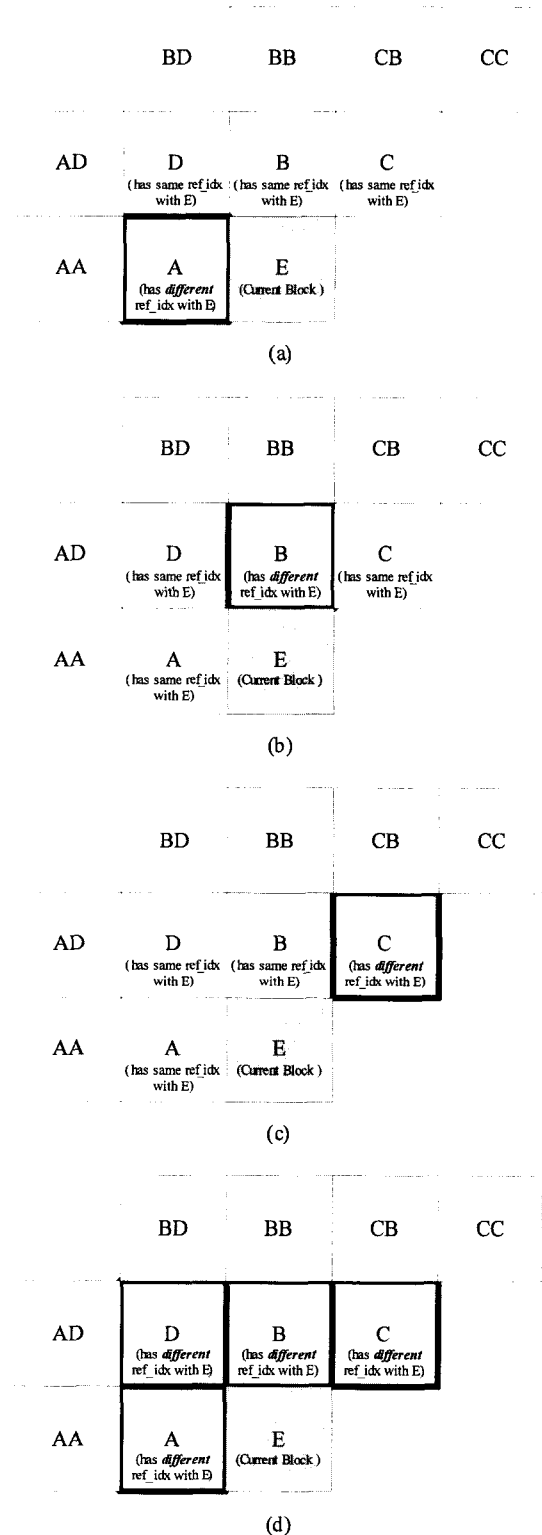 BD BB CB CC
AD D B C
(has same ref_idx (has same ref_idx (has same ref_idx
with E) with E) with E)
AA A E
(has different (Current Block )
ref_idx with E)
(a)
BD BB CB CC
AD D B C
(has same ref_idx (has different (has same ref_idx
with E) ref_idx with E) with E)
AA A E
(has same ref_idx (Current Block )
with E)
(b)
BD BB CB CC
AD D B C
(has same ref_idx (has same ref_idx (has different
with E) with E) ref_idx with E)
AA A E
(has same ref_idx (Current Block )
with E)
(c)
BD BB CB CC
AD D B C
(has different (has different (has different
ref_idx with E) ref_idx with E) ref_idx with E)
AA A E
(has different (Current Block )
ref_idx with E)
(d)